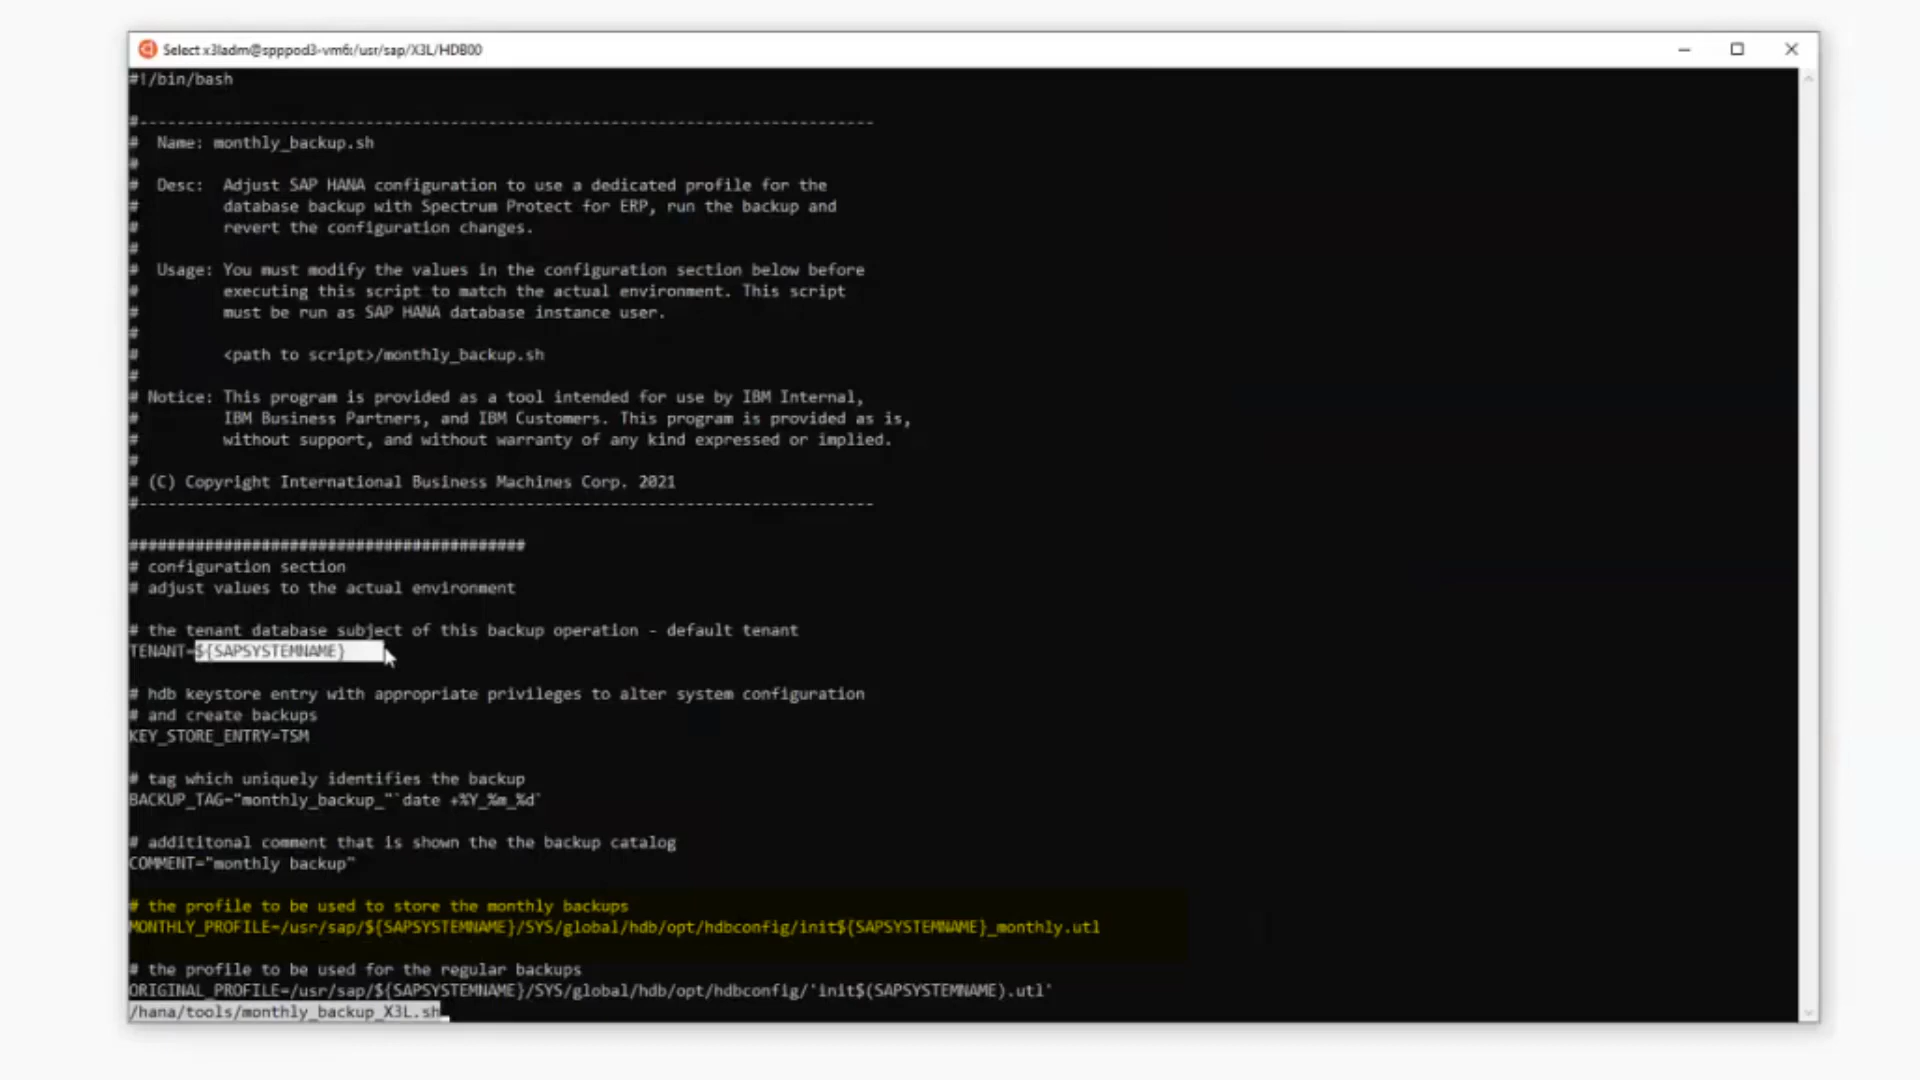 Select x3ladm@spppod3-vm6:/usr/sap/X3L/HDB00
#!/bin/bash
#------------------------------------------------------------------------------
#  Name: monthly_backup.sh
#
#  Desc:  Adjust SAP HANA configuration to use a dedicated profile for the
#         database backup with Spectrum Protect for ERP, run the backup and
#         revert the configuration changes.
#
#  Usage: You must modify the values in the configuration section below before
#         executing this script to match the actual environment. This script
#         must be run as SAP HANA database instance user.
#
#         <path to script>/monthly_backup.sh
#
# Notice: This program is provided as a tool intended for use by IBM Internal,
#         IBM Business Partners, and IBM Customers. This program is provided as is,
#         without support, and without warranty of any kind expressed or implied.
#
# (C) Copyright International Business Machines Corp. 2021
#------------------------------------------------------------------------------
##########################################
# configuration section
# adjust values to the actual environment
# the tenant database subject of this backup operation - default tenant
TENANT=${SAPSYSTEMNAME}
# hdb keystore entry with appropriate privileges to alter system configuration
# and create backups
KEY_STORE_ENTRY=TSM
# tag which uniquely identifies the backup
BACKUP_TAG="monthly_backup_"`date +%Y_%m_%d`
# addititonal comment that is shown the the backup catalog
COMMENT="monthly backup"
# the profile to be used to store the monthly backups
MONTHLY_PROFILE=/usr/sap/${SAPSYSTEMNAME}/SYS/global/hdb/opt/hdbconfig/init${SAPSYSTEMNAME}_monthly.utl
# the profile to be used for the regular backups
ORIGINAL_PROFILE=/usr/sap/${SAPSYSTEMNAME}/SYS/global/hdb/opt/hdbconfig/'init$(SAPSYSTEMNAME).utl'
/hana/tools/monthly_backup_X3L.sh